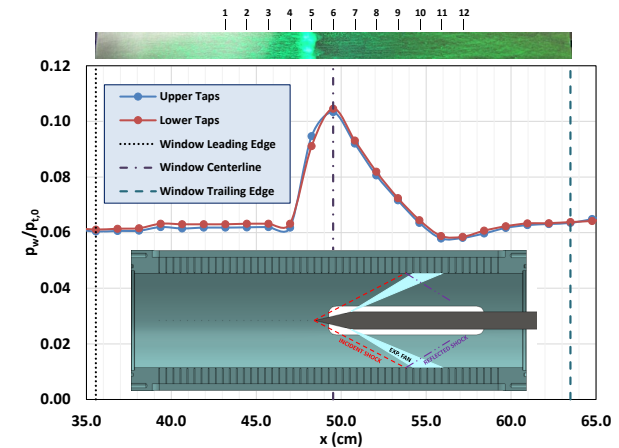 1 2 3 4 5 6 7 8 9 10 11 12
0.12
0.10
0.08
0.06
0.04
0.02
0.00
pw/pt,0
Upper Taps
Lower Taps
Window Leading Edge
Window Centerline
Window Trailing Edge
INCIDENT SHOCK
EXP. FAN
REFLECTED SHOCK
35.0 40.0 45.0 50.0 55.0 60.0 65.0
x (cm)